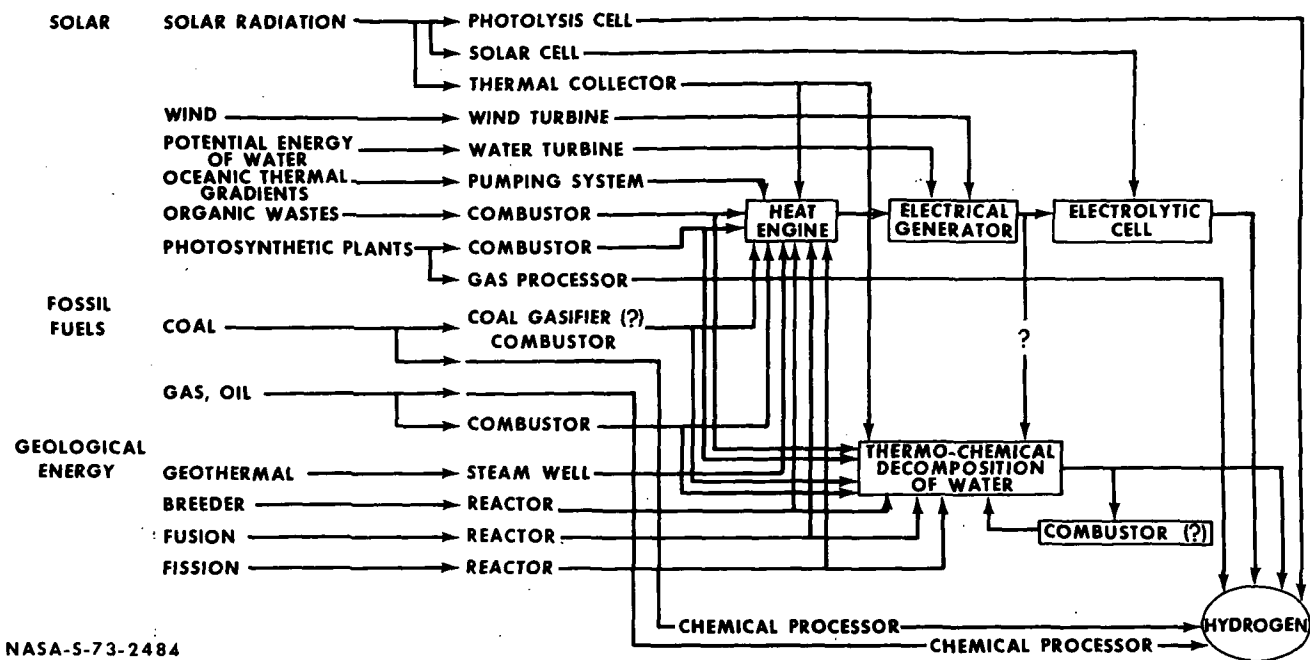 SOLAR SOLAR RADIATION PHOTOLYSIS CELL
SOLAR CELL
THERMAL COLLECTOR
WIND WIND TURBINE
POTENTIAL ENERGY
OF WATER
WATER TURBINE
OCEANIC THERMAL
GRADIENTS
PUMPING SYSTEM
ORGANIC WASTES COMBUSTOR
HEAT
ENGINE
ELECTRICAL
GENERATOR
ELECTROLYTIC
CELL
PHOTOSYNTHETIC PLANTS COMBUSTOR
GAS PROCESSOR
FOSSIL
FUELS
COAL COAL GASIFIER (?)
COMBUSTOR
?
GAS, OIL
COMBUSTOR
GEOLOGICAL
ENERGY
THERMO-CHEMICAL
DECOMPOSITION
OF WATER
GEOTHERMAL STEAM WELL
BREEDER REACTOR
FUSION REACTOR
COMBUSTOR (?)
FISSION REACTOR
CHEMICAL PROCESSOR
HYDROGEN
CHEMICAL PROCESSOR
NASA-S-73-2484